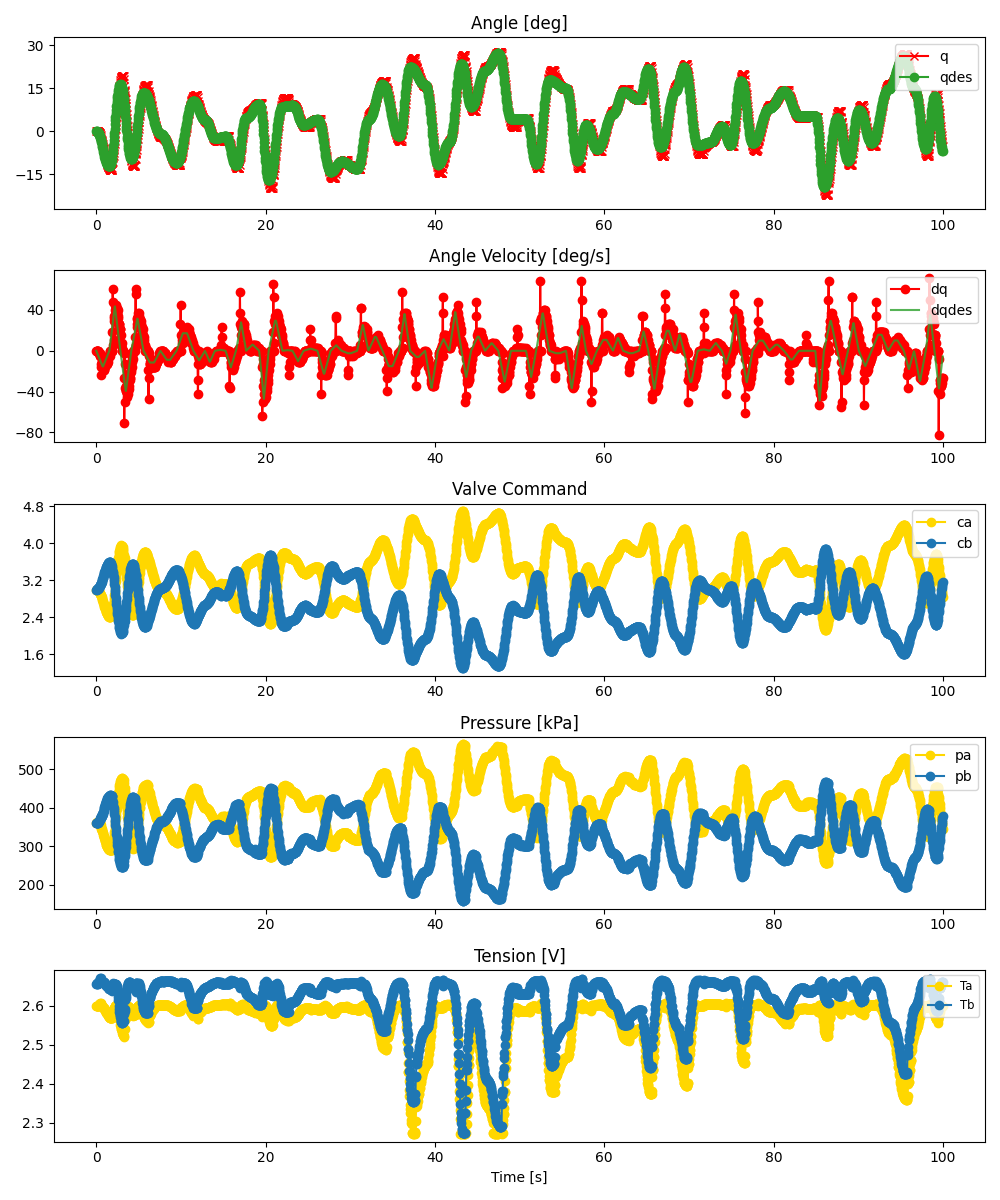 Angle [deg]
30
15
0
−15
q
qdes
0 20 40 60 80 100
Angle Velocity [deg/s]
40
0
−40
−80
dq
dqdes
0 20 40 60 80 100
Valve Command
4.8
4.0
3.2
2.4
1.6
ca
cb
0 20 40 60 80 100
Pressure [kPa]
500
400
300
200
pa
pb
0 20 40 60 80 100
Tension [V]
2.6
2.5
2.4
2.3
Ta
Tb
0 20 40 60 80 100
Time [s]